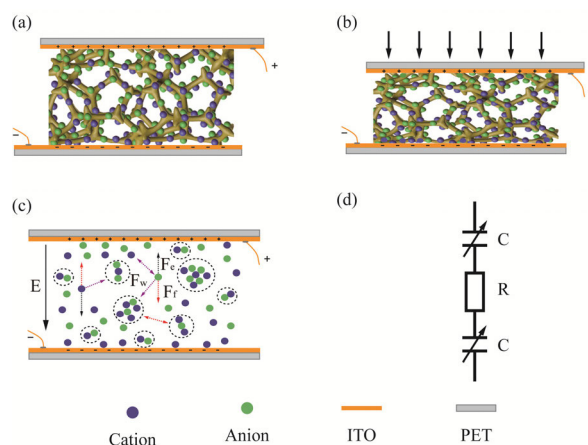 (a)
(b)
+
+
−
−
(c)
(d)
E
F_e
F_w
F_f
+
−
C
R
C
Cation
Anion
ITO
PET